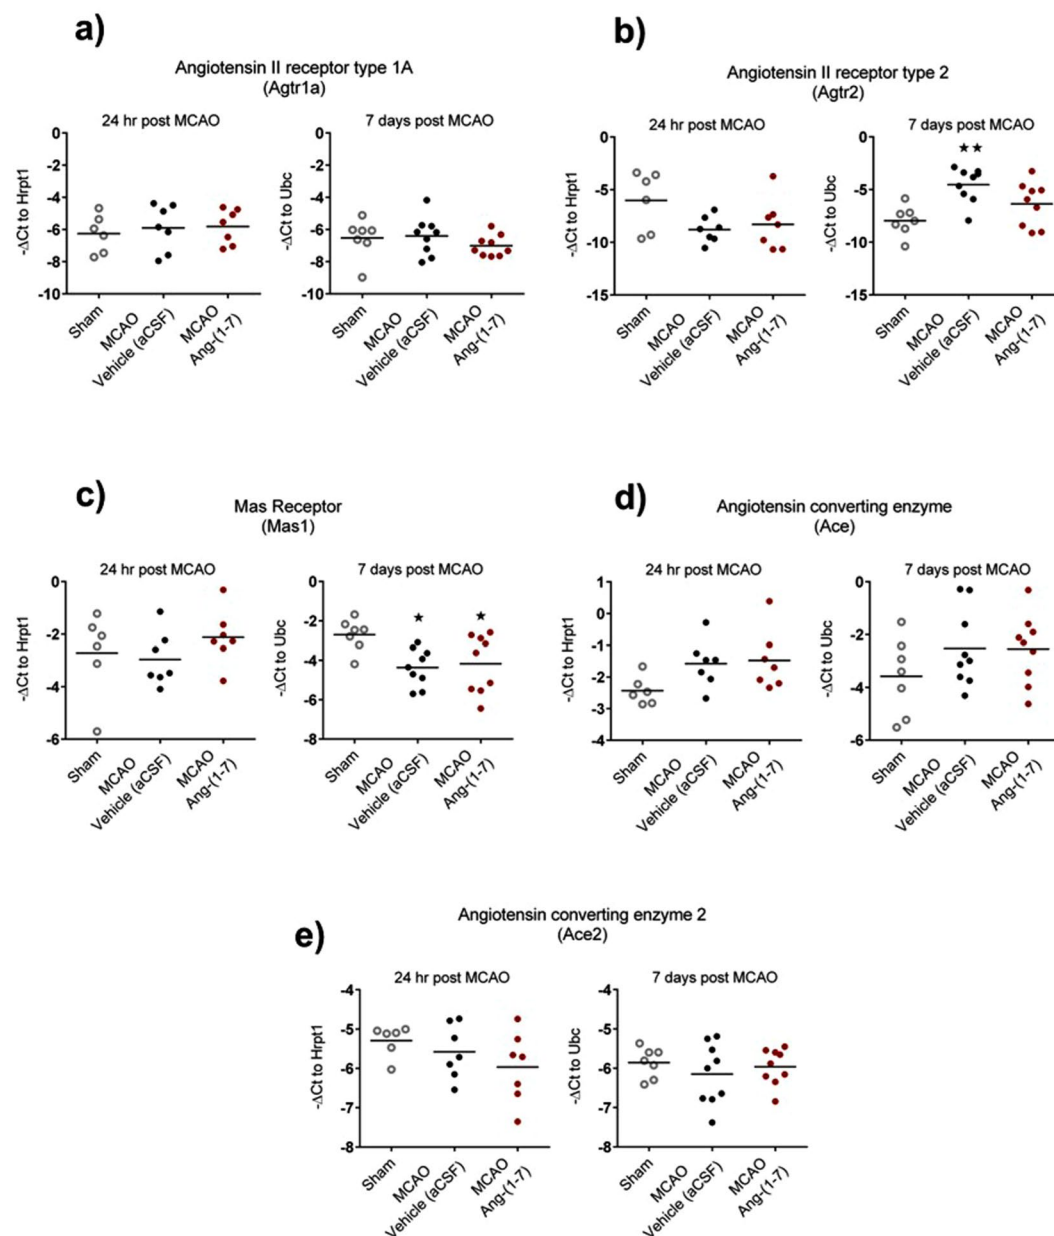 a)
Angiotensin II receptor type 1A
(Agtr1a)
24 hr post MCAO
7 days post MCAO
0
-2
-4
-6
-8
-10
-ΔCt to Hrpt1
Sham
MCAO
Vehicle (aCSF)
MCAO
Ang-(1-7)
0
-2
-4
-6
-8
-10
-ΔCt to Ubc
Sham
MCAO
Vehicle (aCSF)
MCAO
Ang-(1-7)
b)
Angiotensin II receptor type 2
(Agtr2)
24 hr post MCAO
7 days post MCAO
0
-5
-10
-15
-ΔCt to Hrpt1
Sham
MCAO
Vehicle (aCSF)
MCAO
Ang-(1-7)
0
-5
-10
-15
-ΔCt to Ubc
★★
Sham
MCAO
Vehicle (aCSF)
MCAO
Ang-(1-7)
c)
Mas Receptor
(Mas1)
24 hr post MCAO
7 days post MCAO
0
-2
-4
-6
-ΔCt to Hrpt1
Sham
MCAO
Vehicle (aCSF)
MCAO
Ang-(1-7)
0
-2
-4
-6
-8
-ΔCt to Ubc
★
★
Sham
MCAO
Vehicle (aCSF)
MCAO
Ang-(1-7)
d)
Angiotensin converting enzyme
(Ace)
24 hr post MCAO
7 days post MCAO
1
0
-1
-2
-3
-4
-ΔCt to Hrpt1
Sham
MCAO
Vehicle (aCSF)
MCAO
Ang-(1-7)
0
-2
-4
-6
-ΔCt to Ubc
Sham
MCAO
Vehicle (aCSF)
MCAO
Ang-(1-7)
e)
Angiotensin converting enzyme 2
(Ace2)
24 hr post MCAO
7 days post MCAO
-4
-5
-6
-7
-8
-ΔCt to Hrpt1
Sham
MCAO
Vehicle (aCSF)
MCAO
Ang-(1-7)
-4
-5
-6
-7
-8
-ΔCt to Ubc
Sham
MCAO
Vehicle (aCSF)
MCAO
Ang-(1-7)